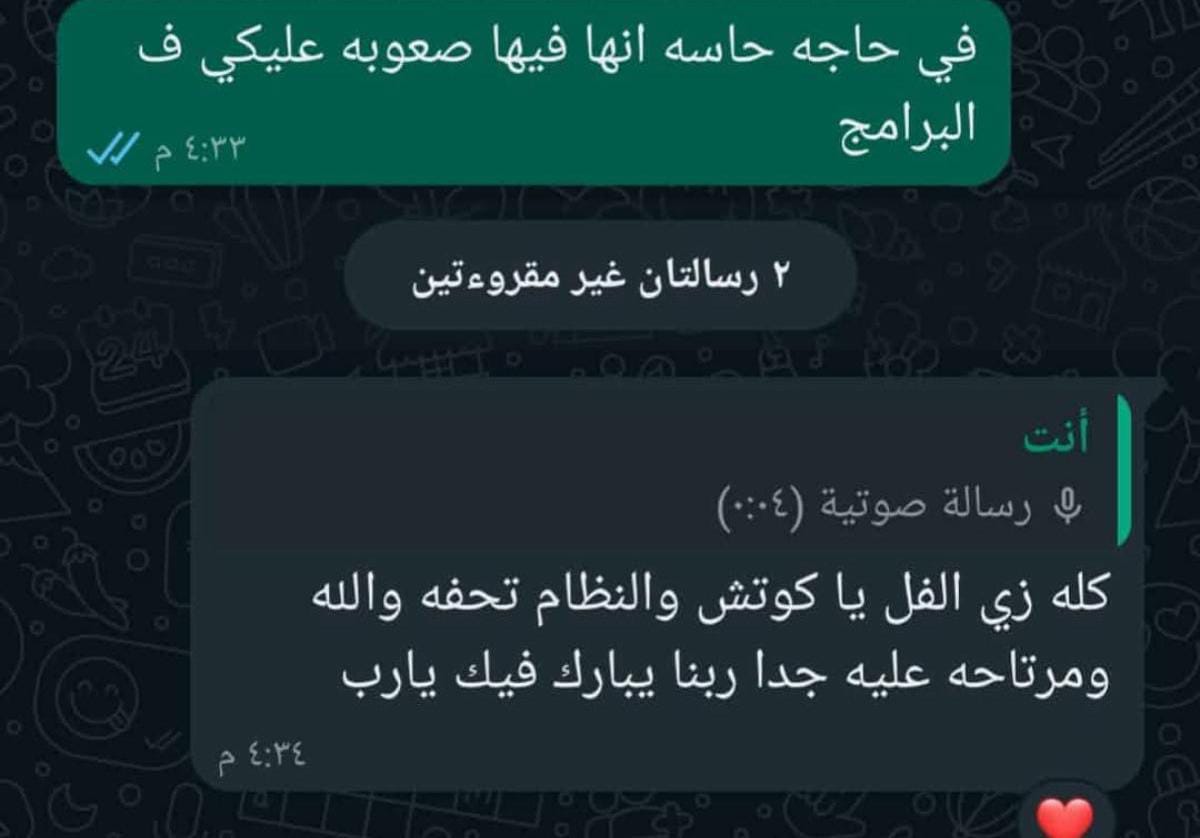 في حاجه حاسه انها فيها صعوبه عليكي ف
البرامج
٤:٣٣ م
٢ رسالتان غير مقروءتين
أنت
رسالة صوتية (٠:٠٤)
كله زي الفل يا كوتش والنظام تحفه والله
ومرتاحه عليه جدا ربنا يبارك فيك يارب
٤:٣٤ م